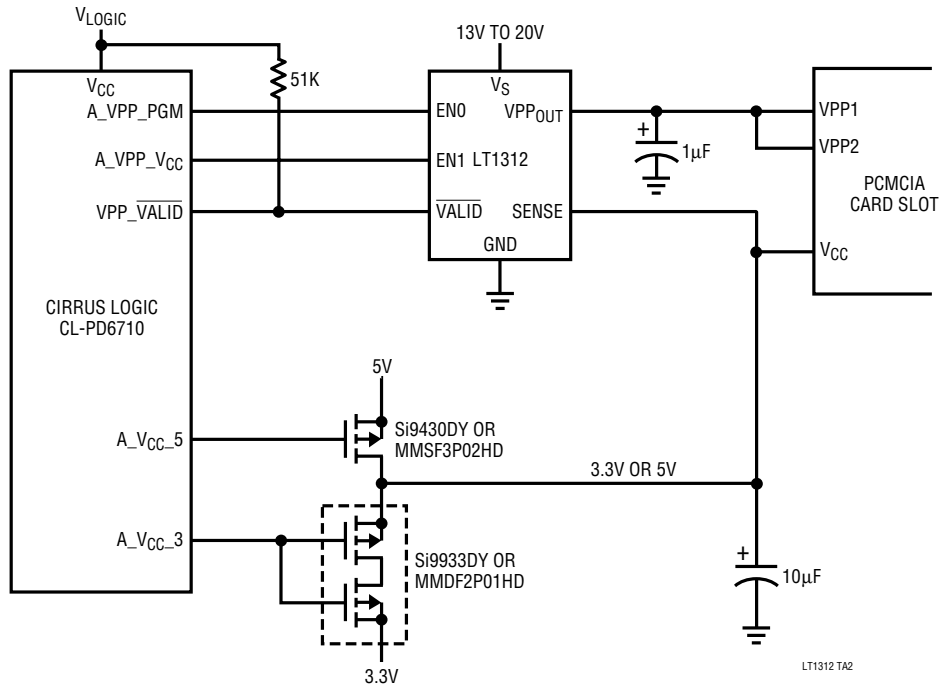 VLOGIC
VCC
51K
A_VPP_PGM
A_VPP_VCC
VPP_VALID
CIRRUS LOGIC
CL-PD6710
A_VCC_5
A_VCC_3
13V TO 20V
VS
EN0
VPPOUT
EN1 LT1312
VALID
SENSE
GND
+
1µF
VPP1
VPP2
PCMCIA
CARD SLOT
VCC
5V
Si9430DY OR
MMSF3P02HD
3.3V OR 5V
Si9933DY OR
MMDF2P01HD
3.3V
+
10µF
LT1312 TA2